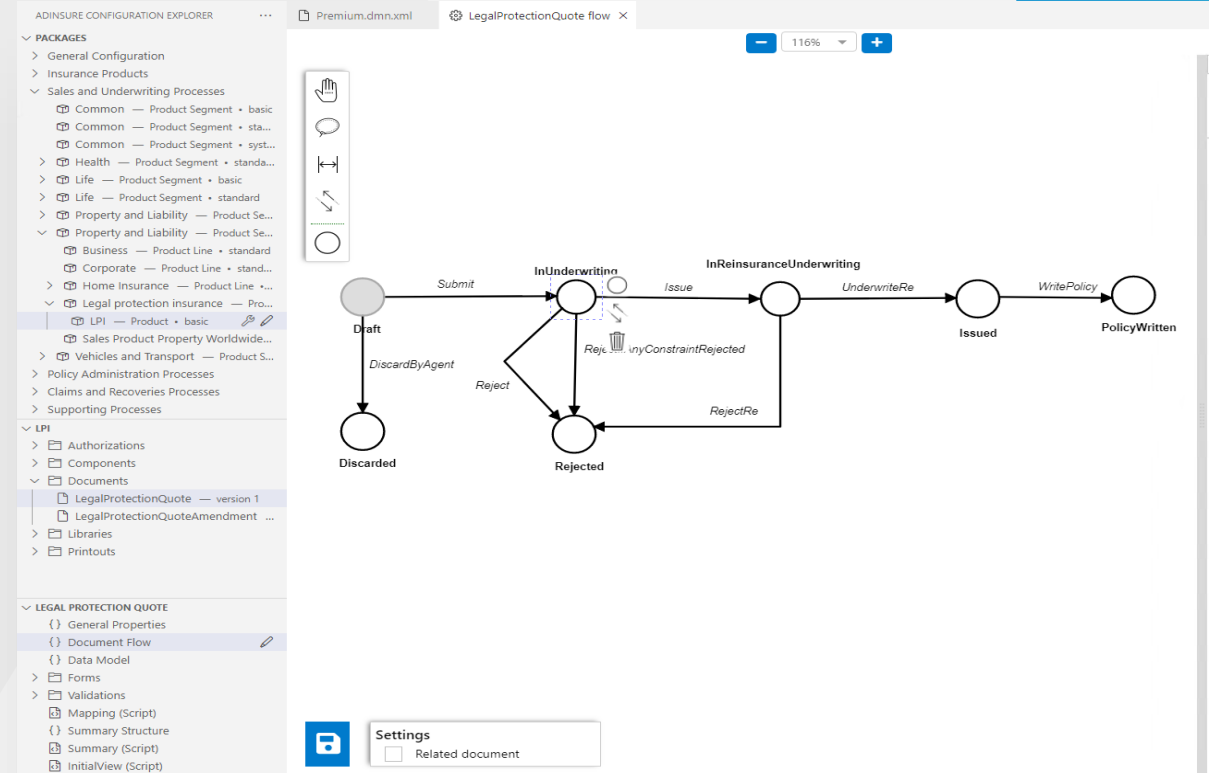 ADINSURE CONFIGURATION EXPLORER ···
PACKAGES
General Configuration
Insurance Products
Sales and Underwriting Processes
Common — Product Segment • basic
Common — Product Segment • sta...
Common — Product Segment • syst...
Health — Product Segment • standa...
Life — Product Segment • basic
Life — Product Segment • standard
Property and Liability — Product Se...
Property and Liability — Product Se...
Business — Product Line • standard
Corporate — Product Line • stand...
Home Insurance — Product Line •...
Legal protection insurance — Pro...
LPI — Product • basic
Sales Product Property Worldwide...
Vehicles and Transport — Product S...
Policy Administration Processes
Claims and Recoveries Processes
Supporting Processes
LPI
Authorizations
Components
Documents
LegalProtectionQuote — version 1
LegalProtectionQuoteAmendment ...
Libraries
Printouts
LEGAL PROTECTION QUOTE
{} General Properties
{} Document Flow
{} Data Model
Forms
Validations
Mapping (Script)
{} Summary Structure
Summary (Script)
InitialView (Script)
Premium.dmn.xml
LegalProtectionQuote flow ×
− 116% +
InUnderwriting
InReinsuranceUnderwriting
Submit
Issue
UnderwriteRe
WritePolicy
Draft
Issued
PolicyWritten
DiscardByAgent
AnyConstraintRejected
Reject
RejectRe
Discarded
Rejected
Settings
Related document